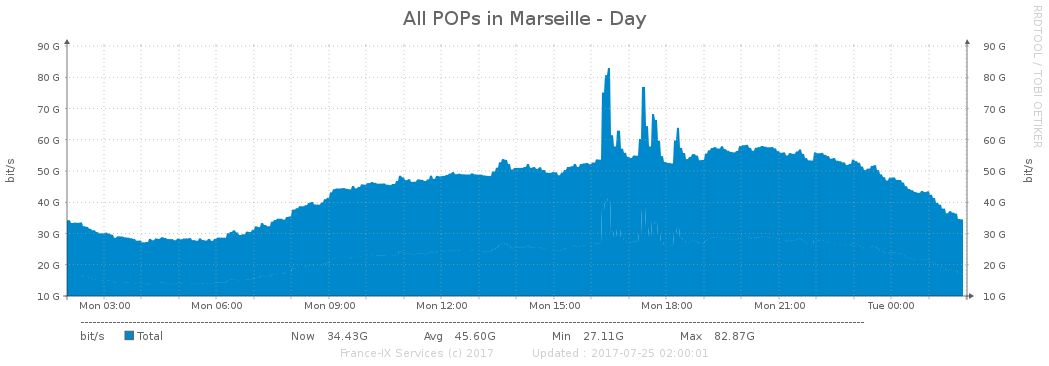 All POPs in Marseille - Day
RRDTOOL / TOBI OETIKER
bit/s
90 G 90 G
80 G 80 G
70 G 70 G
60 G 60 G
50 G 50 G
40 G 40 G
30 G 30 G
20 G 20 G
10 G 10 G
bit/s
Mon 03:00 Mon 06:00 Mon 09:00 Mon 12:00 Mon 15:00 Mon 18:00 Mon 21:00 Tue 00:00
bit/s Total Now 34.43G Avg 45.60G Min 27.11G Max 82.87G
France-IX Services (c) 2017 Updated : 2017-07-25 02:00:01